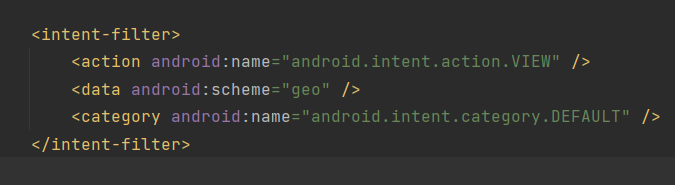 <intent-filter>
<action android:name="android.intent.action.VIEW" />
<data android:scheme="geo" />
<category android:name="android.intent.category.DEFAULT" />
</intent-filter>